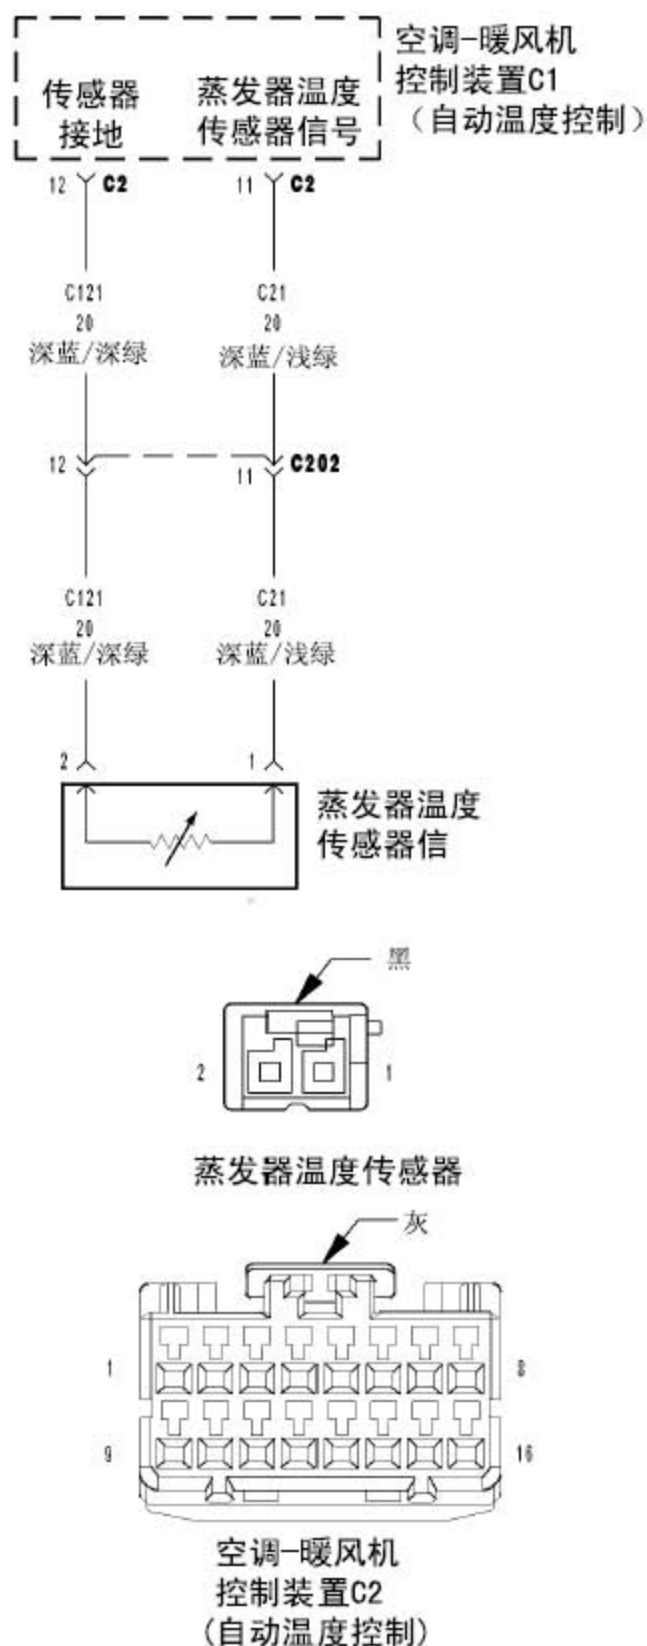 空调-暖风机
控制装置C1
（自动温度控制）
传感器
接地
蒸发器温度
传感器信号
12 C2
11 C2
C121
20
深蓝/深绿
C21
20
深蓝/浅绿
12
11 C202
C121
20
深蓝/深绿
C21
20
深蓝/浅绿
2
1
蒸发器温度
传感器信
黑
2
1
蒸发器温度传感器
灰
1
8
9
16
空调-暖风机
控制装置C2
(自动温度控制)